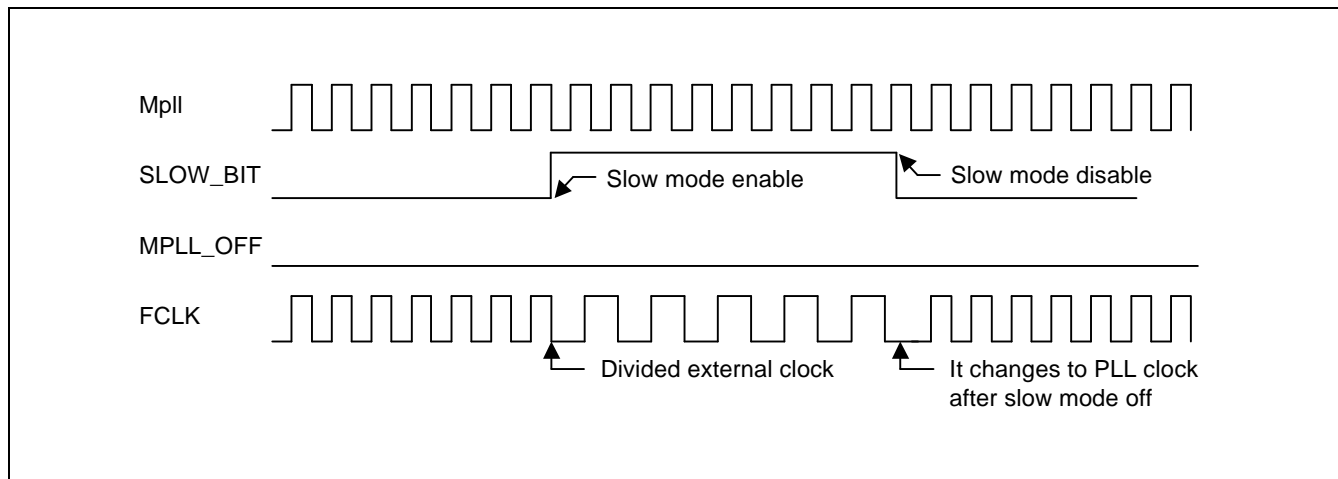 Mpll
SLOW_BIT
Slow mode enable
Slow mode disable
MPLL_OFF
FCLK
Divided external clock
It changes to PLL clock
after slow mode off